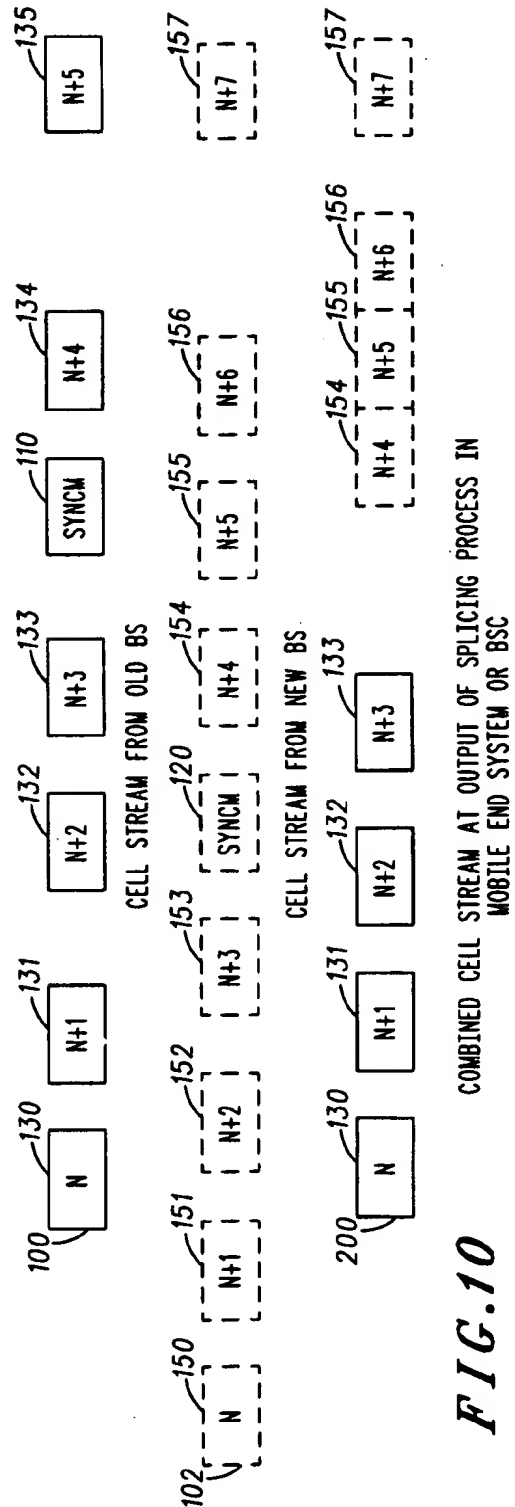 130 131 132 133 110 134 135
N N+1 N+2 N+3 SYNCM N+4 N+5
100
CELL STREAM FROM OLD BS
150 151 152 153 120 154 155 156 157
N N+1 N+2 N+3 SYNCM N+4 N+5 N+6 N+7
102
CELL STREAM FROM NEW BS
130 131 132 133 154 155 156 157
N N+1 N+2 N+3 N+4 N+5 N+6 N+7
200
COMBINED CELL STREAM AT OUTPUT OF SPLICING PROCESS IN
MOBILE END SYSTEM OR BSC
FIG.10